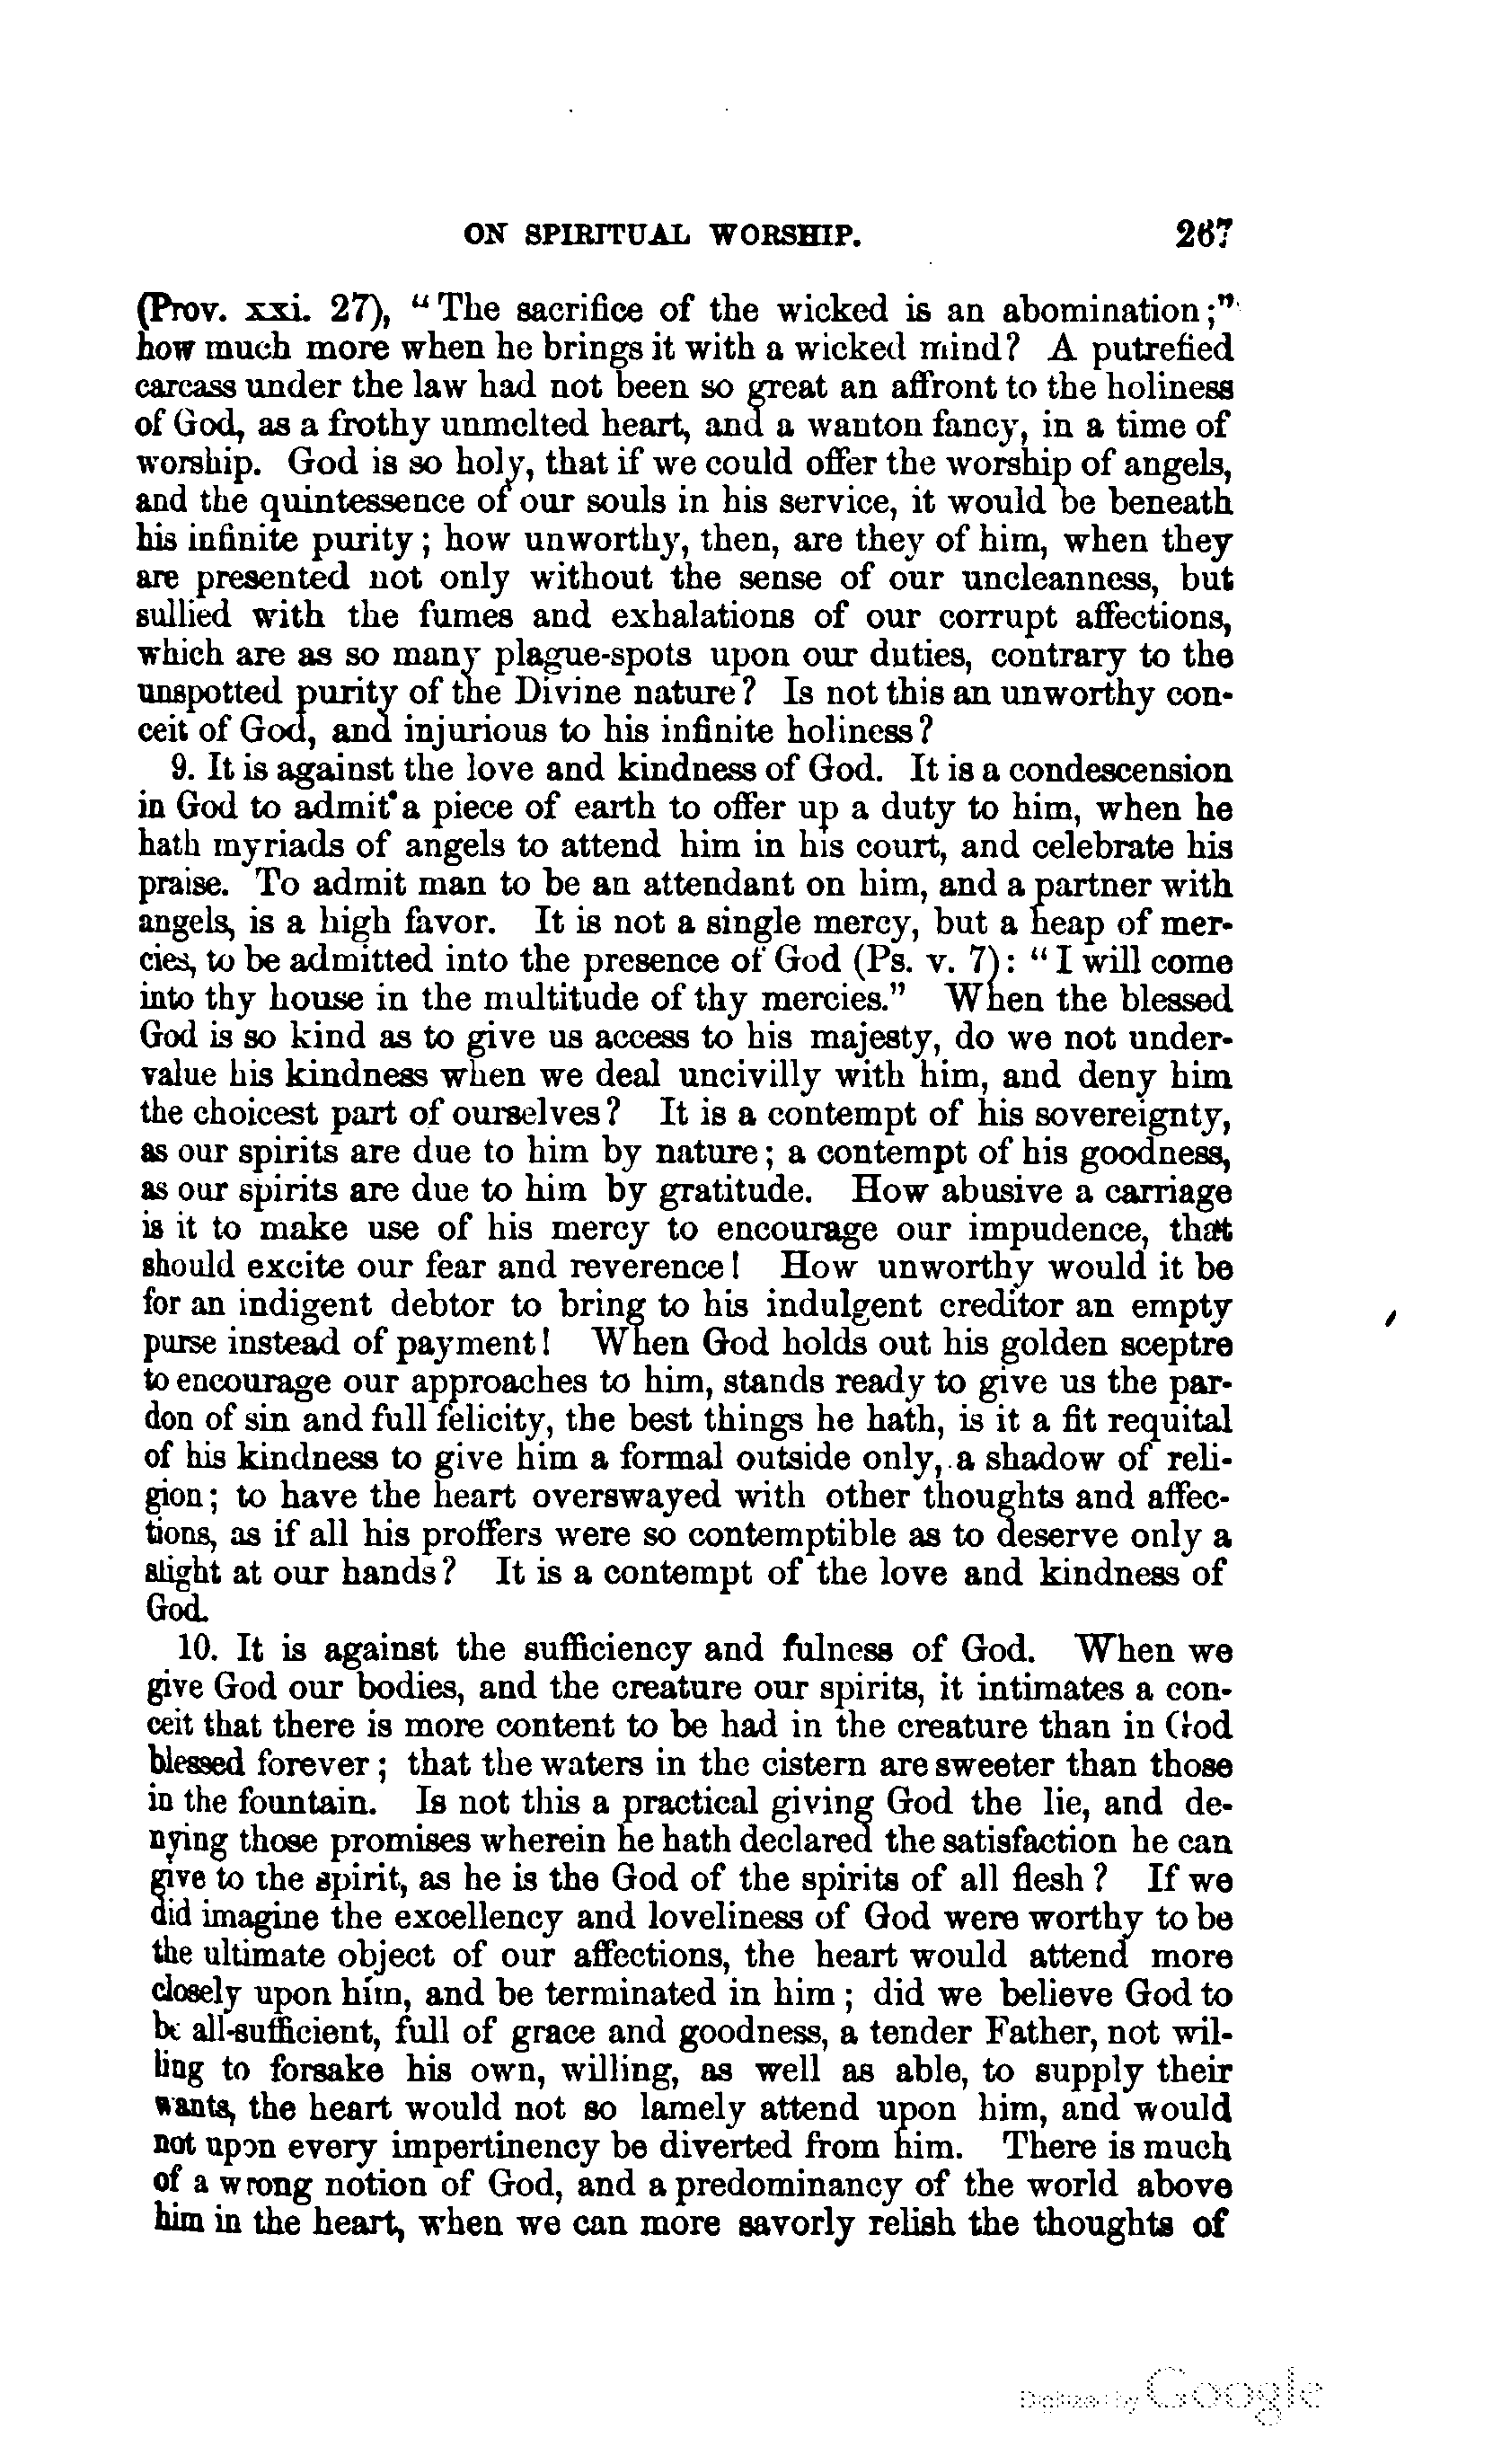 ON SPIRITUAL WORSHIP. 267
(Prov. xxi. 27), “The sacrifice of the wicked is an abomination;”
how much more when he brings it with a wicked mind? A putrefied
carcass under the law had not been so great an affront to the holiness
of God, as a frothy unmelted heart, and a wanton fancy, in a time of
worship. God is so holy, that if we could offer the worship of angels,
and the quintessence of our souls in his service, it would be beneath
his infinite purity; how unworthy, then, are they of him, when they
are presented not only without the sense of our uncleanness, but
sullied with the fumes and exhalations of our corrupt affections,
which are as so many plague-spots upon our duties, contrary to the
unspotted purity of the Divine nature? Is not this an unworthy con-
ceit of God, and injurious to his infinite holiness?
9. It is against the love and kindness of God. It is a condescension
in God to admit a piece of earth to offer up a duty to him, when he
hath myriads of angels to attend him in his court, and celebrate his
praise. To admit man to be an attendant on him, and a partner with
angels, is a high favor. It is not a single mercy, but a heap of mer-
cies, to be admitted into the presence of God (Ps. v. 7): “I will come
into thy house in the multitude of thy mercies.” When the blessed
God is so kind as to give us access to his majesty, do we not under-
value his kindness when we deal uncivilly with him, and deny him
the choicest part of ourselves? It is a contempt of his sovereignty,
as our spirits are due to him by nature; a contempt of his goodness,
as our spirits are due to him by gratitude. How abusive a carriage
is it to make use of his mercy to encourage our impudence, that
should excite our fear and reverence! How unworthy would it be
for an indigent debtor to bring to his indulgent creditor an empty
purse instead of payment! When God holds out his golden sceptre
to encourage our approaches to him, stands ready to give us the par-
don of sin and full felicity, the best things he hath, is it a fit requital
of his kindness to give him a formal outside only, a shadow of reli-
gion; to have the heart overswayed with other thoughts and affec-
tions, as if all his proffers were so contemptible as to deserve only a
slight at our hands? It is a contempt of the love and kindness of
God.
10. It is against the sufficiency and fulness of God. When we
give God our bodies, and the creature our spirits, it intimates a con-
ceit that there is more content to be had in the creature than in God
blessed forever; that the waters in the cistern are sweeter than those
in the fountain. Is not this a practical giving God the lie, and de-
nying those promises wherein he hath declared the satisfaction he can
give to the spirit, as he is the God of the spirits of all flesh? If we
did imagine the excellency and loveliness of God were worthy to be
the ultimate object of our affections, the heart would attend more
closely upon him, and be terminated in him; did we believe God to
be all-sufficient, full of grace and goodness, a tender Father, not wil-
ling to forsake his own, willing, as well as able, to supply their
wants, the heart would not so lamely attend upon him, and would
not upon every impertinency be diverted from him. There is much
of a wrong notion of God, and a predominancy of the world above
him in the heart, when we can more savorly relish the thoughts of
Digitized by Google